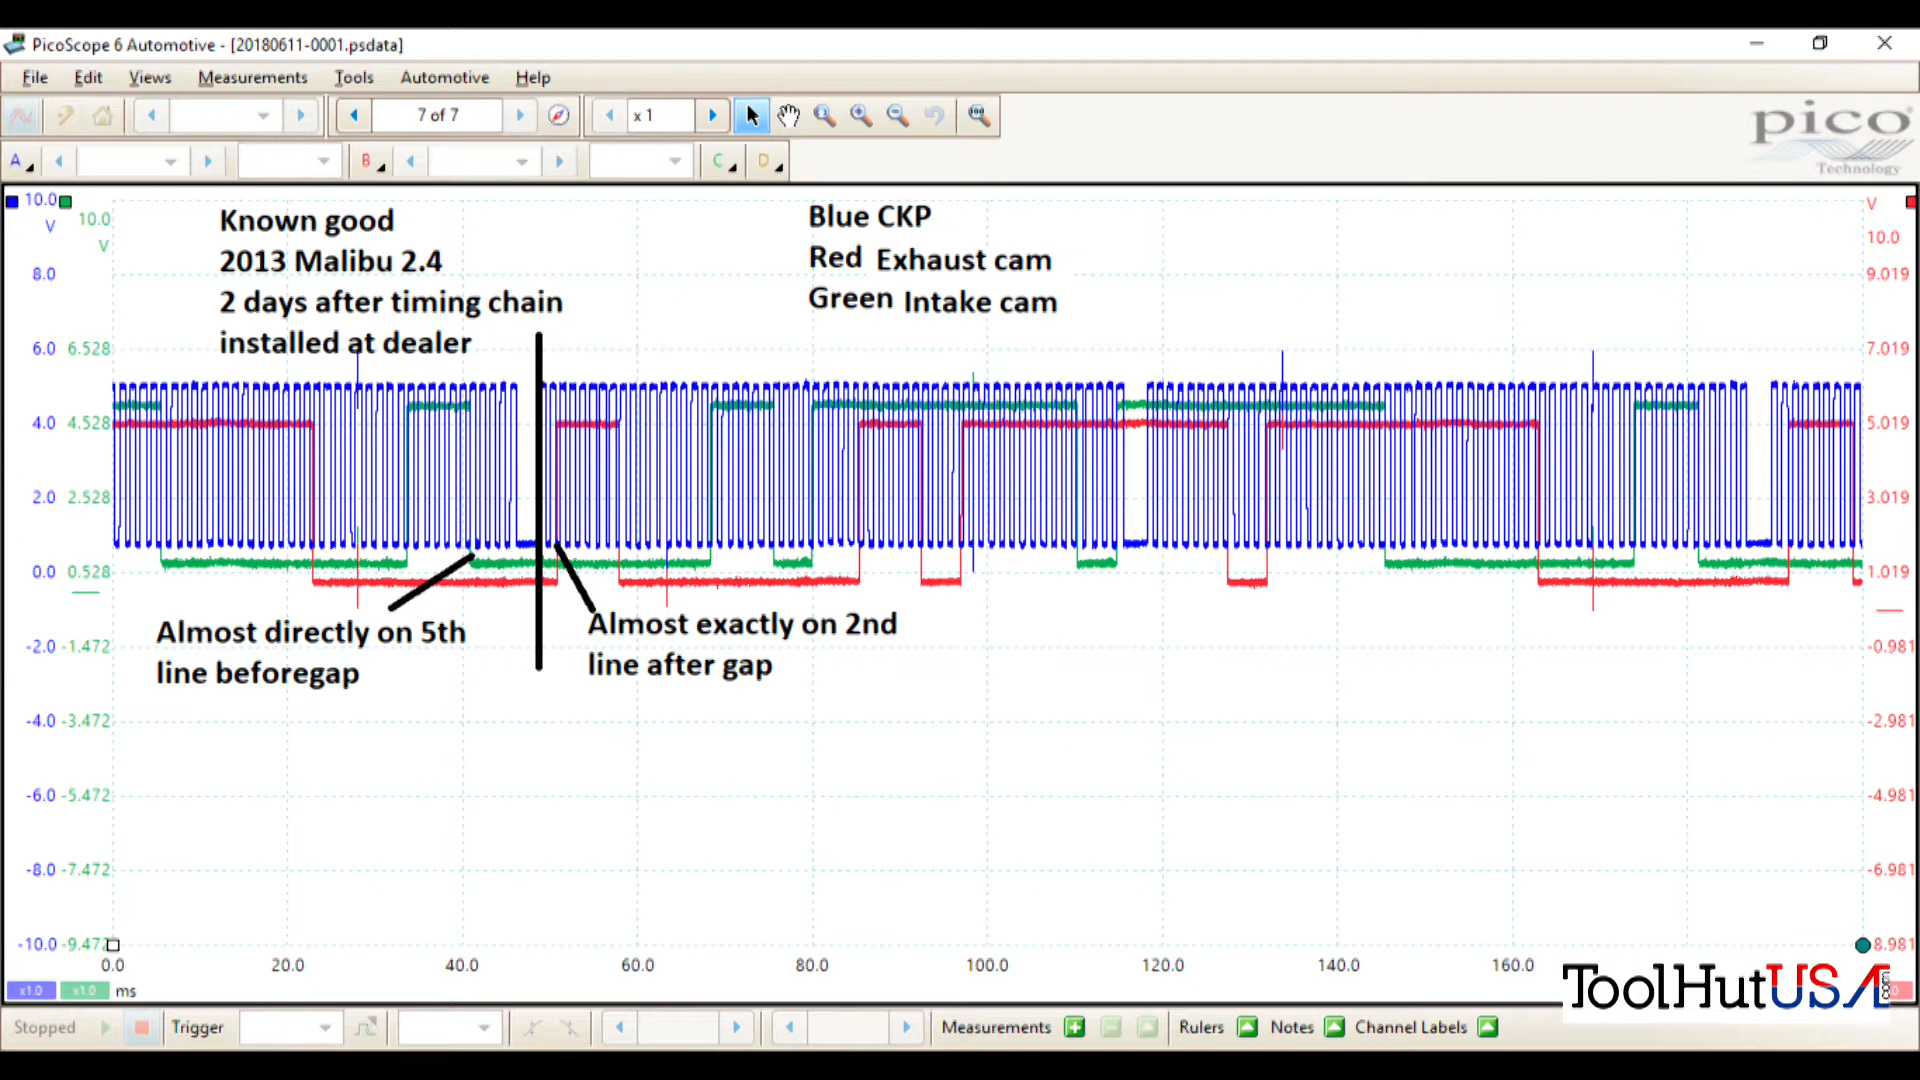 PicoScope 6 Automotive - [20180611-0001.psdata]
File Edit Views Measurements Tools Automotive Help
7 of 7 x 1
A B C D
pico
Technology
10.0 10.0 V
V V 10.0
8.0 9.019
6.0 6.528 7.019
4.0 4.528 5.019
2.0 2.528 3.019
0.0 0.528 1.019
-2.0 -1.472 -0.981
-4.0 -3.472 -2.981
-6.0 -5.472 -4.981
-8.0 -7.472 -6.981
-10.0 -9.472 8.981
Known good
2013 Malibu 2.4
2 days after timing chain
installed at dealer
Blue CKP
Red Exhaust cam
Green Intake cam
Almost directly on 5th
line beforegap
Almost exactly on 2nd
line after gap
0.0 20.0 40.0 60.0 80.0 100.0 120.0 140.0 160.0
x1.0 x1.0 ms
ToolHutUSA
Stopped Trigger Measurements Rulers Notes Channel Labels